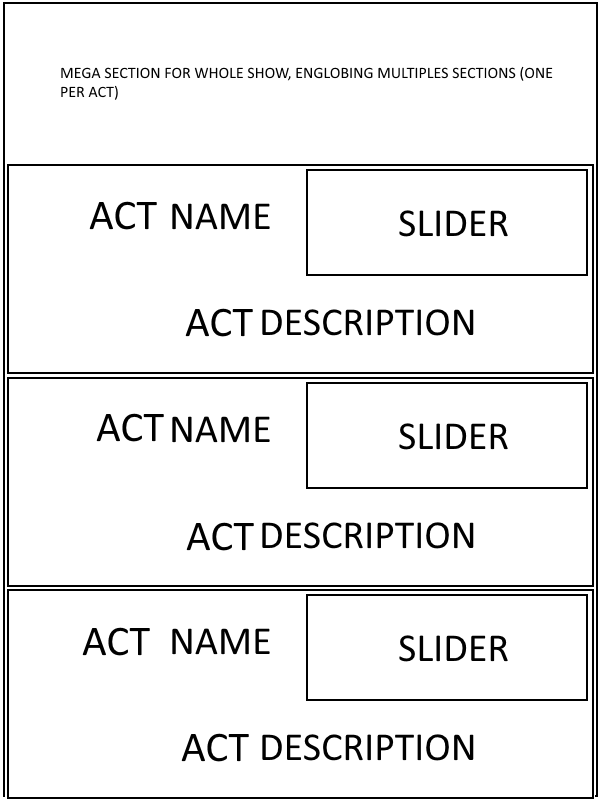 MEGA SECTION FOR WHOLE SHOW, ENGLOBING MULTIPLES SECTIONS (ONE
PER ACT)
ACT NAME
SLIDER
ACT DESCRIPTION
ACT NAME
SLIDER
ACT DESCRIPTION
ACT NAME
SLIDER
ACT DESCRIPTION